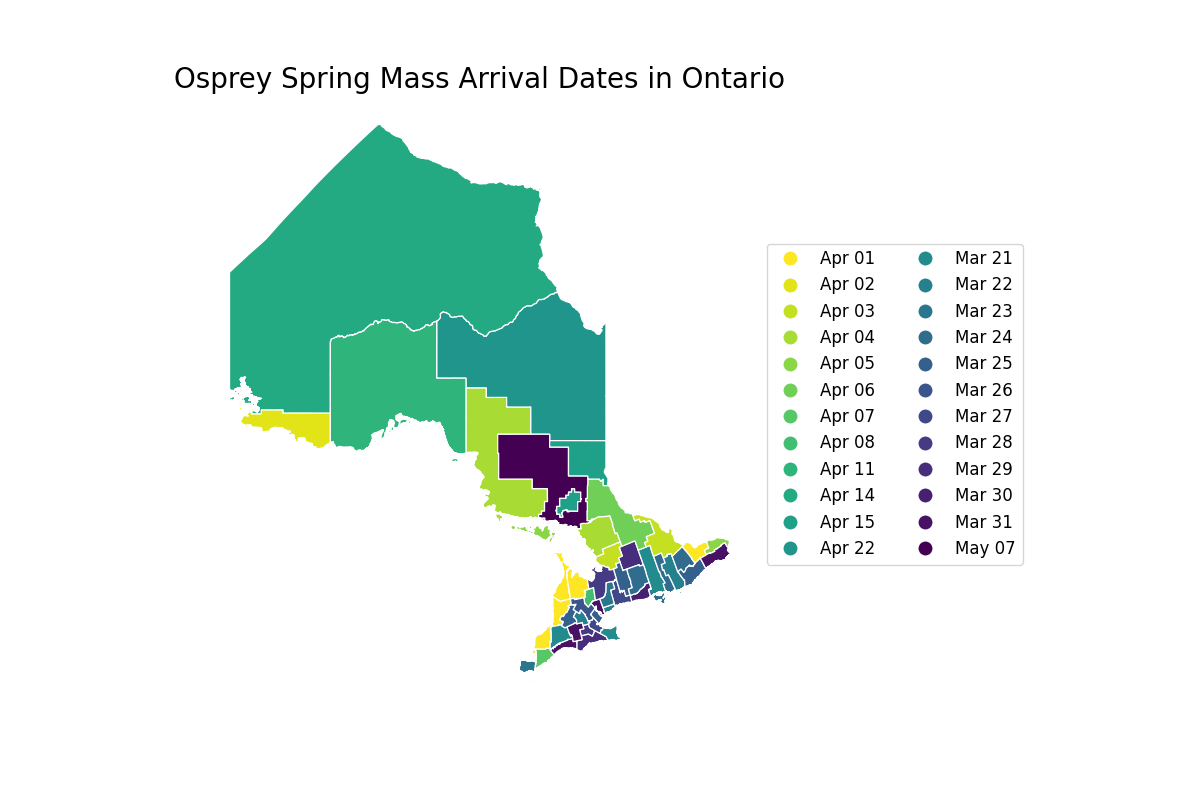 Osprey Spring Mass Arrival Dates in Ontario
Apr 01
Apr 02
Apr 03
Apr 04
Apr 05
Apr 06
Apr 07
Apr 08
Apr 11
Apr 14
Apr 15
Apr 22
Mar 21
Mar 22
Mar 23
Mar 24
Mar 25
Mar 26
Mar 27
Mar 28
Mar 29
Mar 30
Mar 31
May 07